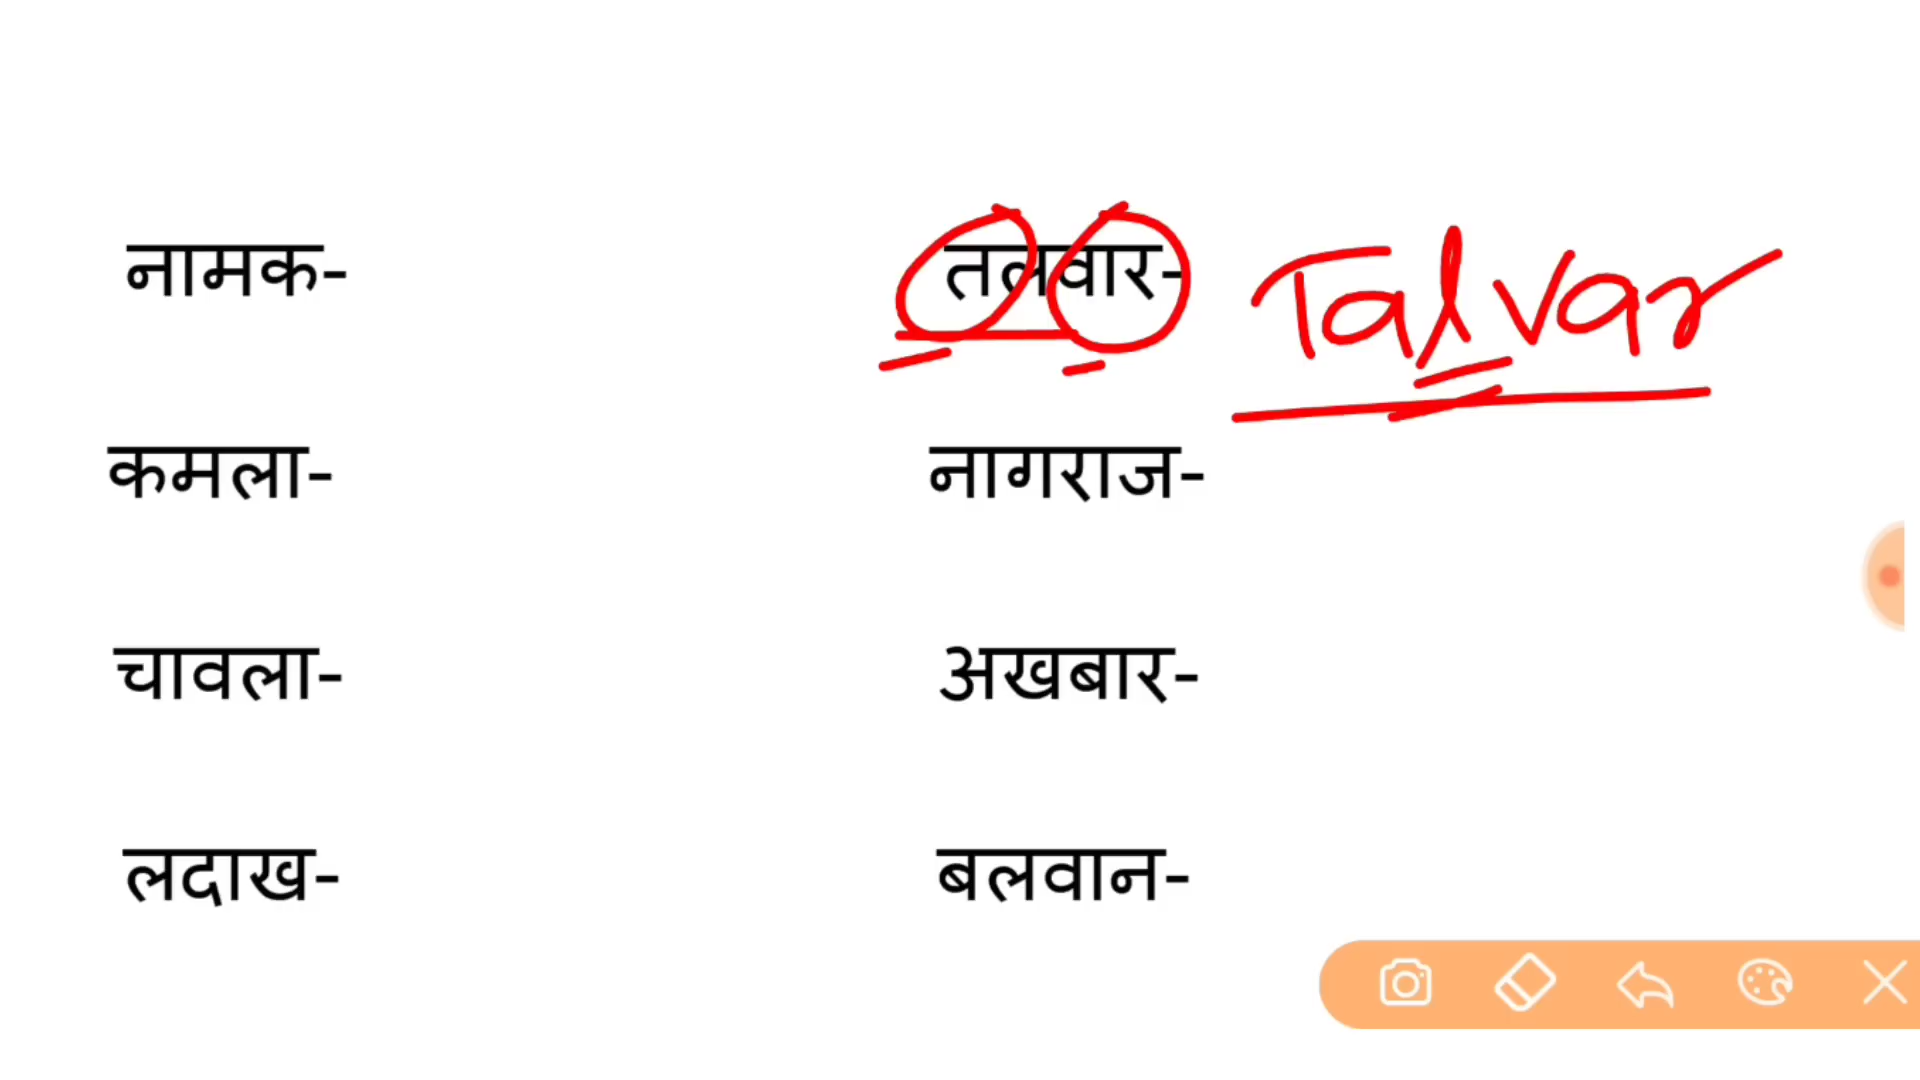 नामक- तलवार- Talvar
कमला- नागराज-
चावला- अखबार-
लदाख- बलवान-